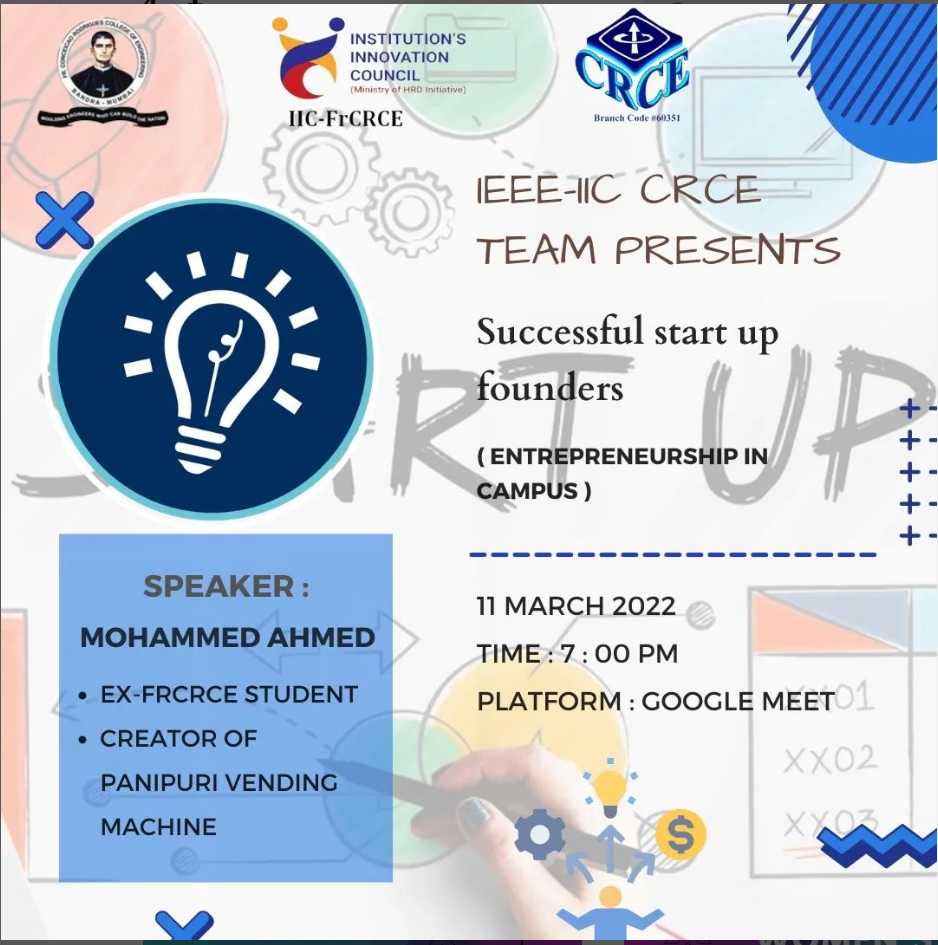 FR. CONCEICAO RODRIGUES COLLEGE OF ENGINEERING
BANDRA - MUMBAI
MOULDING ENGINEERS WHO CAN BUILD THE NATION
INSTITUTION'S
INNOVATION
COUNCIL
(Ministry of HRD Initiative)
IIC-FrCRCE
CRCE
Branch Code #60351
IEEE-IIC CRCE
TEAM PRESENTS
Successful start up
founders
( ENTREPRENEURSHIP IN
CAMPUS )
START UP
SPEAKER :
MOHAMMED AHMED
• EX-FRCRCE STUDENT
• CREATOR OF
PANIPURI VENDING
MACHINE
11 MARCH 2022
TIME : 7 : 00 PM
PLATFORM : GOOGLE MEET
XX01
XX02
XX03
$